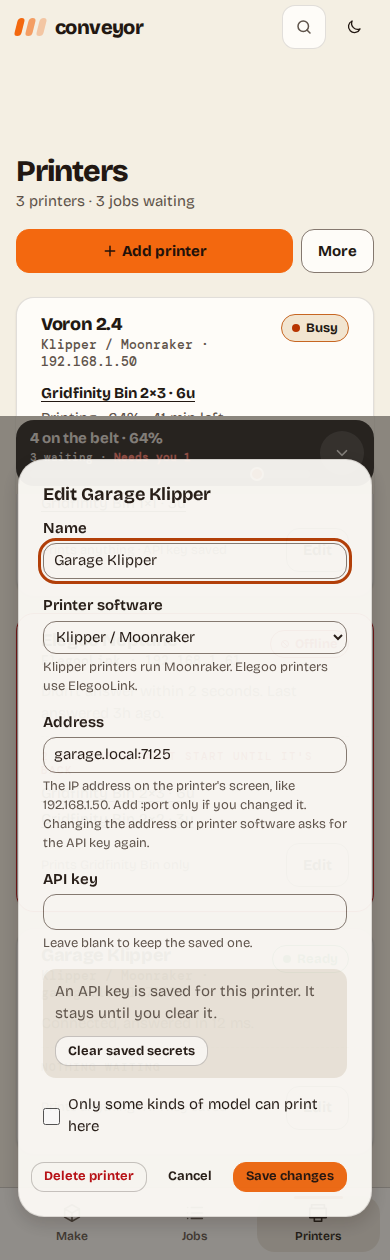 conveyor
Printers
3 printers · 3 jobs waiting
+ Add printer
More
Voron 2.4
Busy
Klipper / Moonraker ·
192.168.1.50
Gridfinity Bin 2×3 · 6u
4 on the belt · 64%
3 waiting · Needs you 1
Edit Garage Klipper
Name
Garage Klipper
Printer software
Klipper / Moonraker
Klipper printers run Moonraker. Elegoo printers
use ElegooLink.
Address
garage.local:7125
The IP address on the printer's screen, like
192.168.1.50. Add :port only if you changed it.
Changing the address or printer software asks for
the API key again.
API key
Leave blank to keep the saved one.
An API key is saved for this printer. It
stays until you clear it.
Clear saved secrets
Only some kinds of model can print
here
Delete printer
Cancel
Save changes
Make
Jobs
Printers